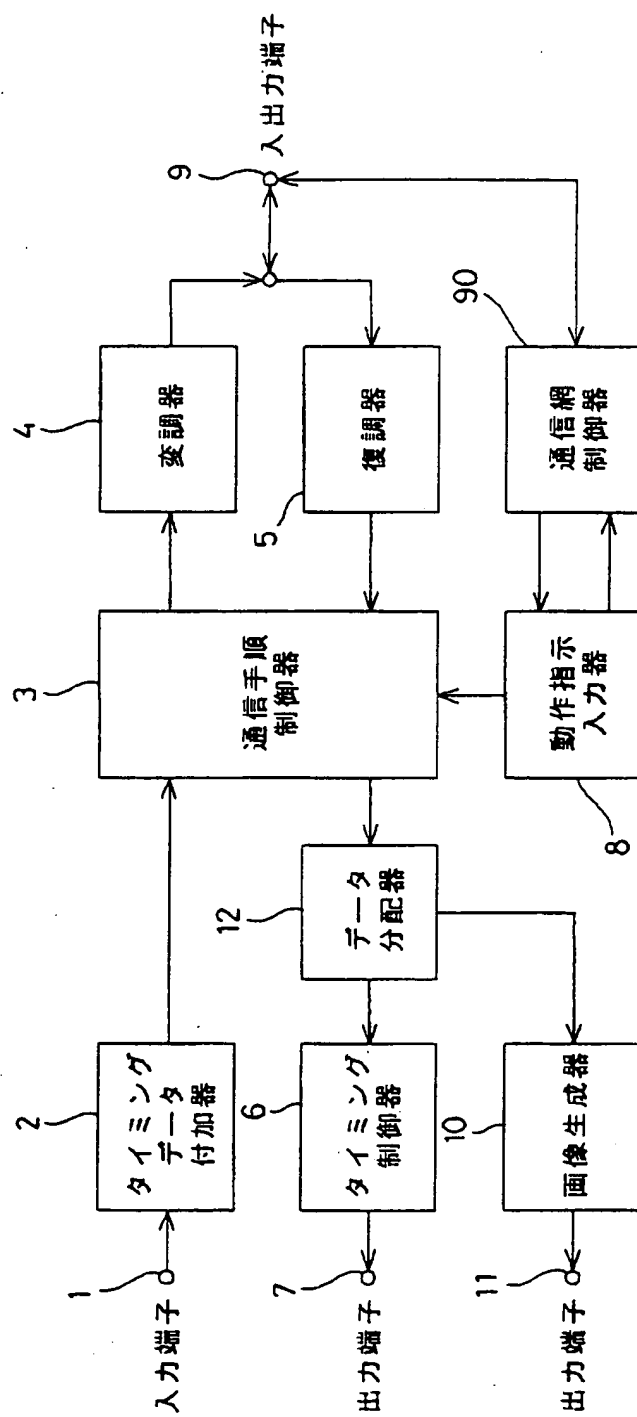 1
入力端子
2
タイミング
データ
付加器
3
通信手順
制御器
4
変調器
9
入出力端子
5
復調器
12
データ
分配器
6
タイミング
制御器
7
出力端子
90
通信網
制御器
8
動作指示
入力器
10
画像生成器
11
出力端子